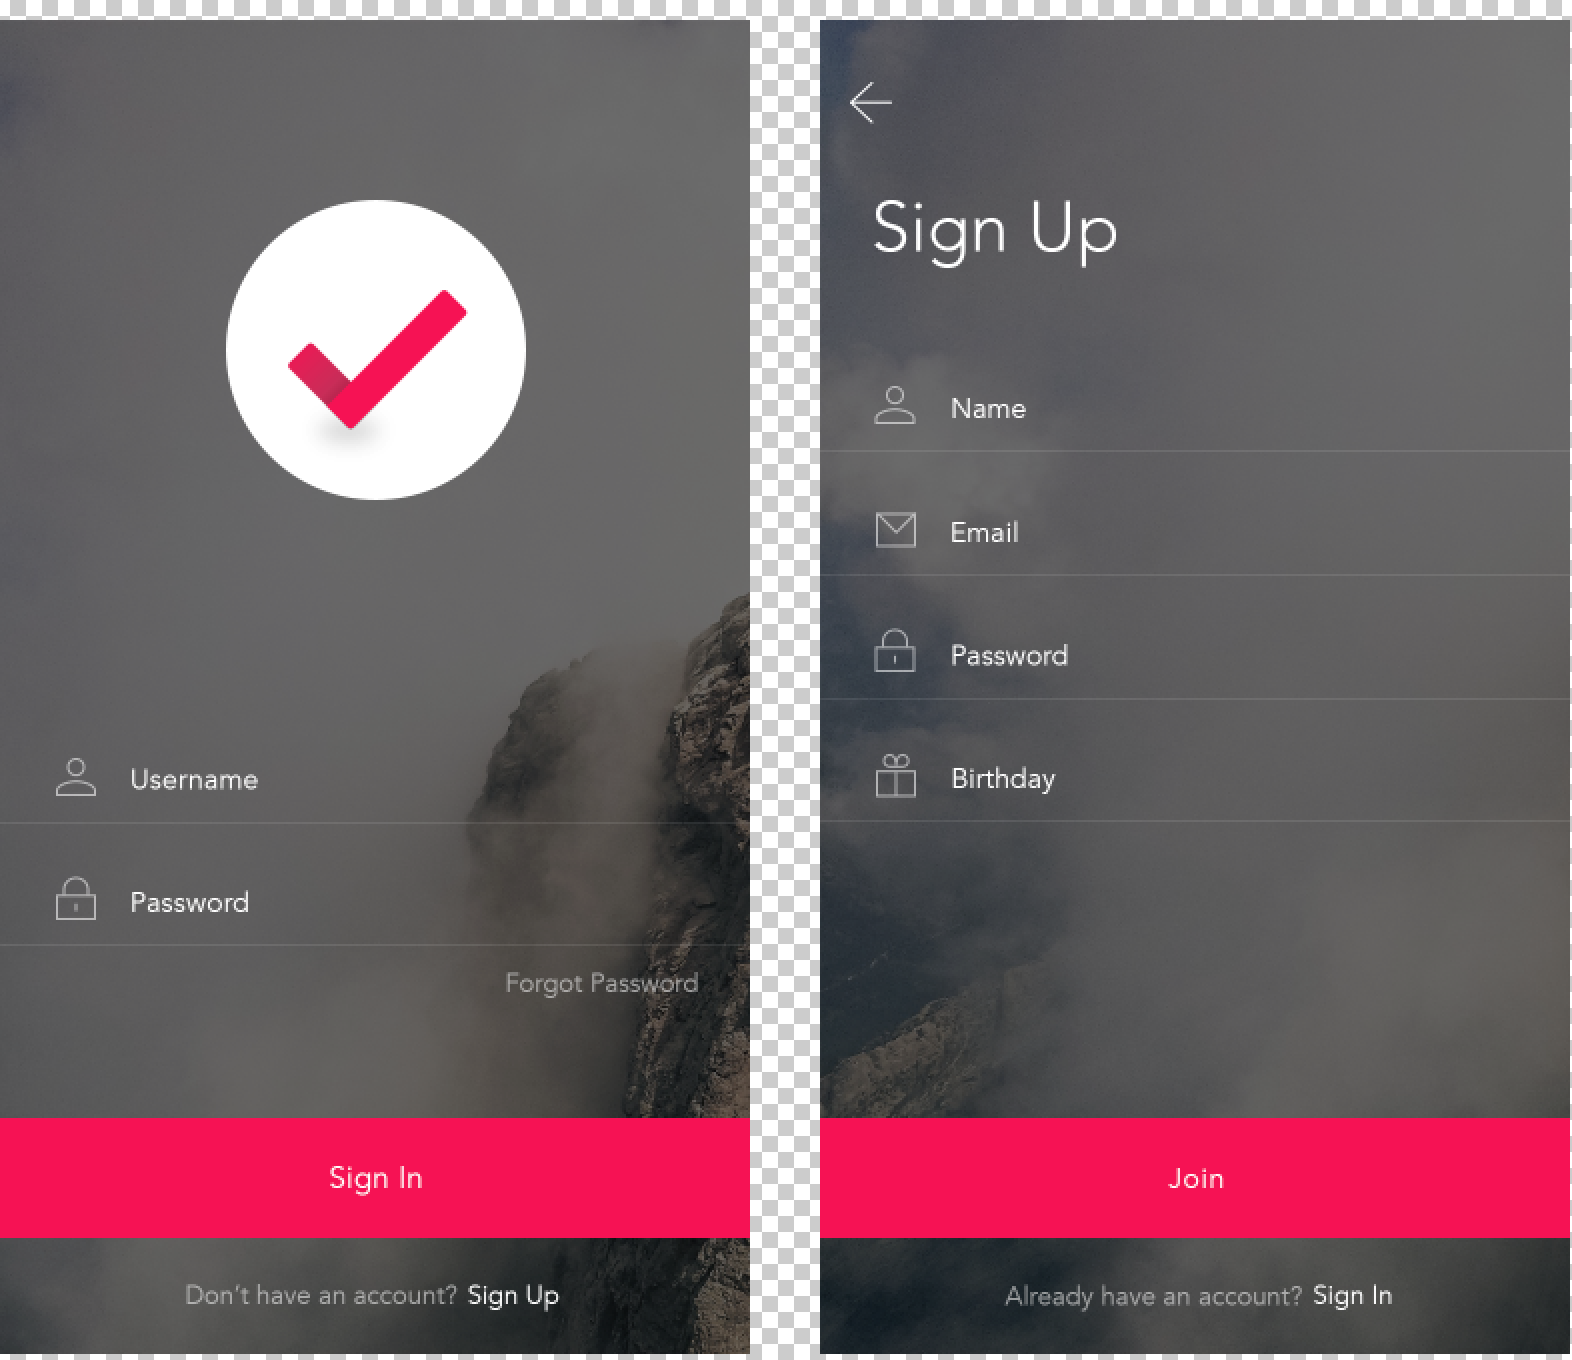 Username
Password
Forgot Password
Sign In
Don't have an account? Sign Up
Sign Up
Name
Email
Password
Birthday
Join
Already have an account? Sign In